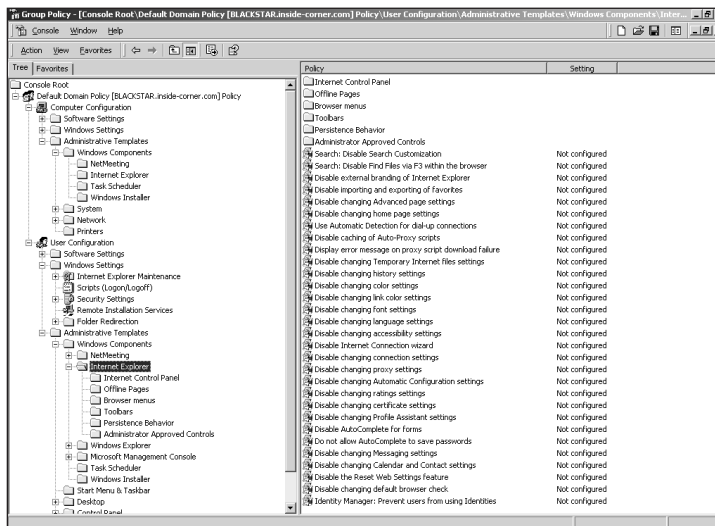 Group Policy - [Console Root\Default Domain Policy [BLACKSTAR.inside-corner.com] Policy\User Configuration\Administrative Templates\Windows Components\Inter...
Console Window Help
Action View Favorites
Tree Favorites
Console Root
Default Domain Policy [BLACKSTAR.inside-corner.com] Policy
Computer Configuration
Software Settings
Windows Settings
Administrative Templates
Windows Components
NetMeeting
Internet Explorer
Task Scheduler
Windows Installer
System
Network
Printers
User Configuration
Software Settings
Windows Settings
Internet Explorer Maintenance
Scripts (Logon/Logoff)
Security Settings
Remote Installation Services
Folder Redirection
Administrative Templates
Windows Components
NetMeeting
Internet Explorer
Internet Control Panel
Offline Pages
Browser menus
Toolbars
Persistence Behavior
Administrator Approved Controls
Windows Explorer
Microsoft Management Console
Task Scheduler
Windows Installer
Start Menu & Taskbar
Desktop
Control Panel
Policy Setting
Internet Control Panel
Offline Pages
Browser menus
Toolbars
Persistence Behavior
Administrator Approved Controls
Search: Disable Search Customization Not configured
Search: Disable Find Files via F3 within the browser Not configured
Disable external branding of Internet Explorer Not configured
Disable importing and exporting of favorites Not configured
Disable changing Advanced page settings Not configured
Disable changing home page settings Not configured
Use Automatic Detection for dial-up connections Not configured
Disable caching of Auto-Proxy scripts Not configured
Display error message on proxy script download failure Not configured
Disable changing Temporary Internet files settings Not configured
Disable changing history settings Not configured
Disable changing color settings Not configured
Disable changing link color settings Not configured
Disable changing font settings Not configured
Disable changing language settings Not configured
Disable changing accessibility settings Not configured
Disable Internet Connection wizard Not configured
Disable changing connection settings Not configured
Disable changing proxy settings Not configured
Disable changing Automatic Configuration settings Not configured
Disable changing ratings settings Not configured
Disable changing certificate settings Not configured
Disable changing Profile Assistant settings Not configured
Disable AutoComplete for forms Not configured
Do not allow AutoComplete to save passwords Not configured
Disable changing Messaging settings Not configured
Disable changing Calendar and Contact settings Not configured
Disable the Reset Web Settings feature Not configured
Disable changing default browser check Not configured
Identity Manager: Prevent users from using Identities Not configured